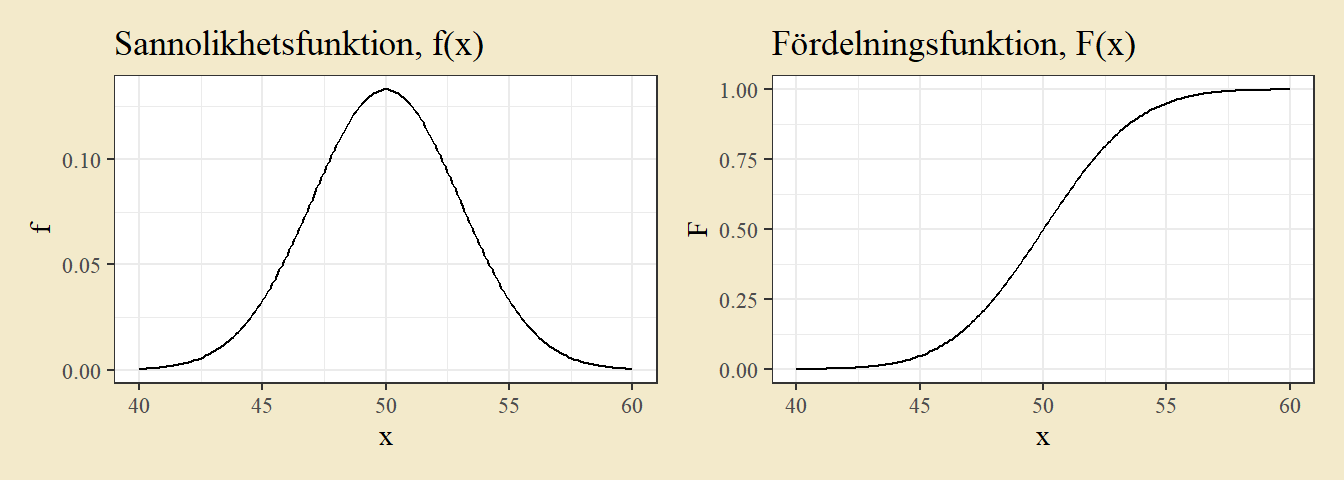 Sannolikhetsfunktion, f(x)
0.10
0.05
0.00
f
40 45 50 55 60
x
Fördelningsfunktion, F(x)
1.00
0.75
0.50
0.25
0.00
F
40 45 50 55 60
x